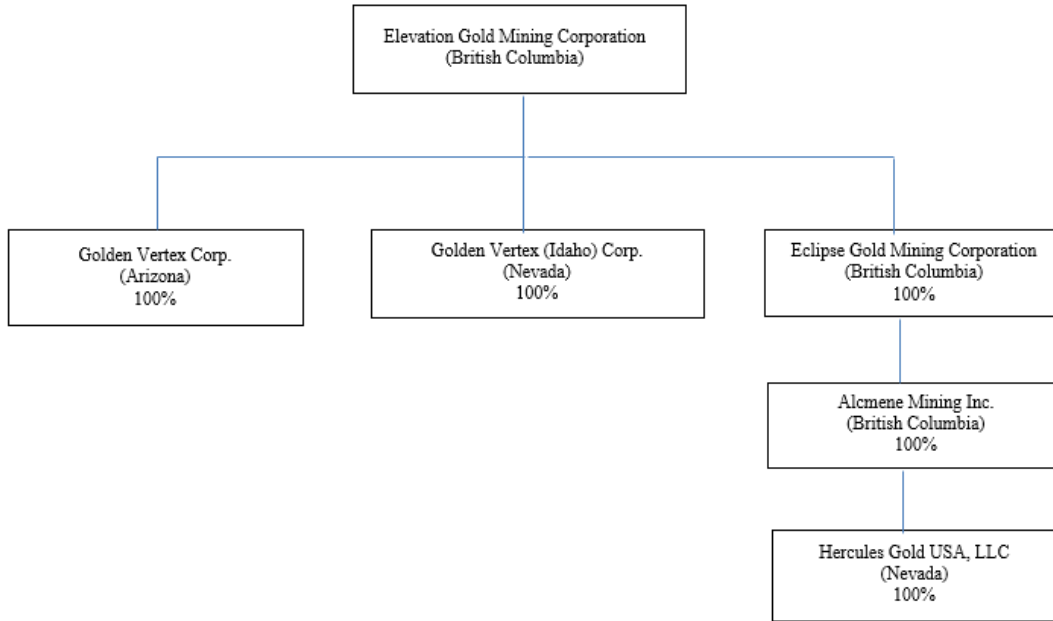 Elevation Gold Mining Corporation
(British Columbia)
Golden Vertex Corp.
(Arizona)
100%
Golden Vertex (Idaho) Corp.
(Nevada)
100%
Eclipse Gold Mining Corporation
(British Columbia)
100%
Alcmene Mining Inc.
(British Columbia)
100%
Hercules Gold USA, LLC
(Nevada)
100%